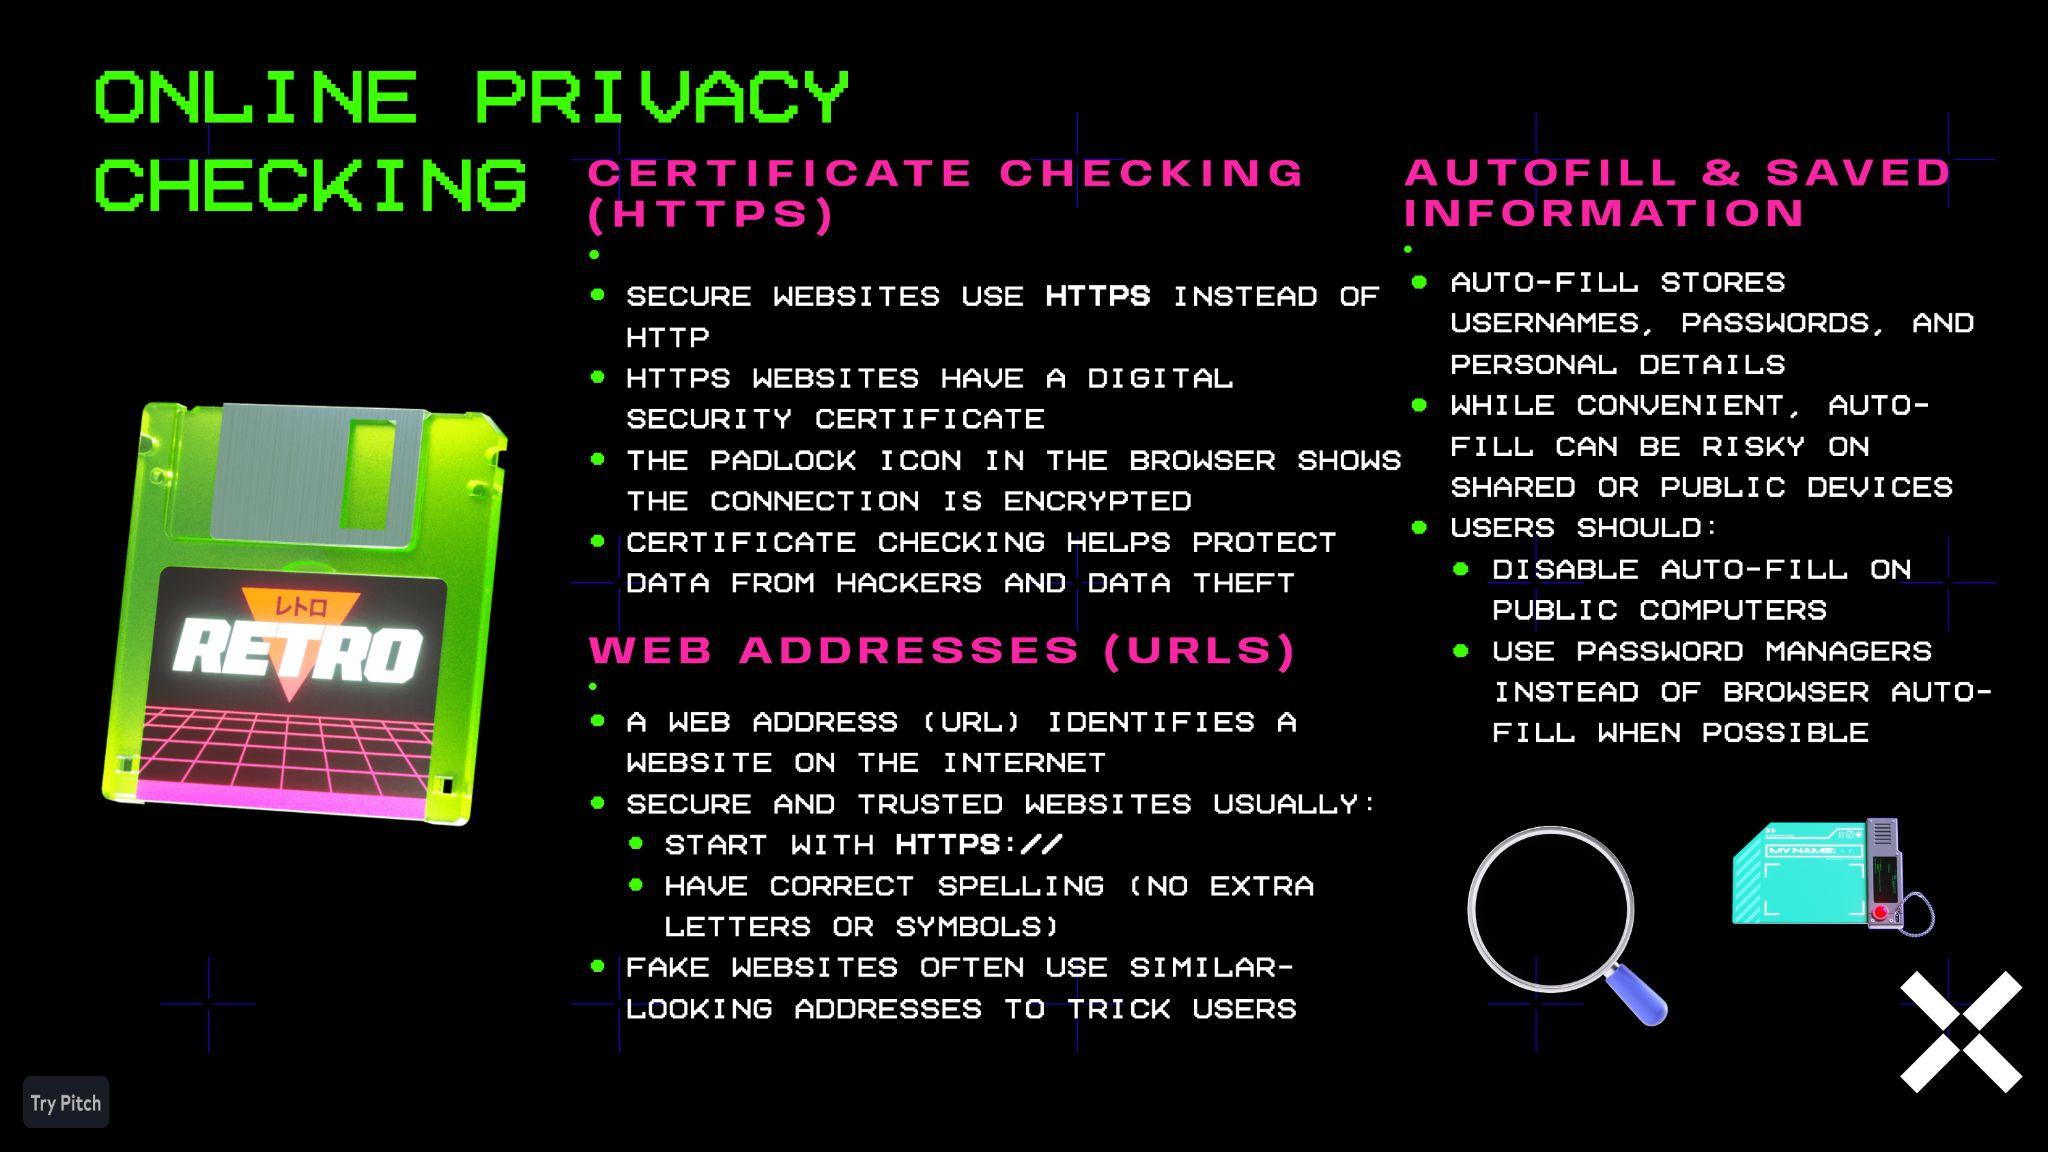 ONLINE PRIVACY
CHECKING
CERTIFICATE CHECKING
(HTTPS)
SECURE WEBSITES USE HTTPS INSTEAD OF
HTTP
HTTPS WEBSITES HAVE A DIGITAL
SECURITY CERTIFICATE
THE PADLOCK ICON IN THE BROWSER SHOWS
THE CONNECTION IS ENCRYPTED
CERTIFICATE CHECKING HELPS PROTECT
DATA FROM HACKERS AND DATA THEFT
WEB ADDRESSES (URLS)
A WEB ADDRESS (URL) IDENTIFIES A
WEBSITE ON THE INTERNET
SECURE AND TRUSTED WEBSITES USUALLY:
START WITH HTTPS://
HAVE CORRECT SPELLING (NO EXTRA
LETTERS OR SYMBOLS)
FAKE WEBSITES OFTEN USE SIMILAR-
LOOKING ADDRESSES TO TRICK USERS
AUTOFILL & SAVED
INFORMATION
AUTO-FILL STORES
USERNAMES, PASSWORDS, AND
PERSONAL DETAILS
WHILE CONVENIENT, AUTO-
FILL CAN BE RISKY ON
SHARED OR PUBLIC DEVICES
USERS SHOULD:
DISABLE AUTO-FILL ON
PUBLIC COMPUTERS
USE PASSWORD MANAGERS
INSTEAD OF BROWSER AUTO-
FILL WHEN POSSIBLE
レトロ
RETRO
MY NAME:
Try Pitch